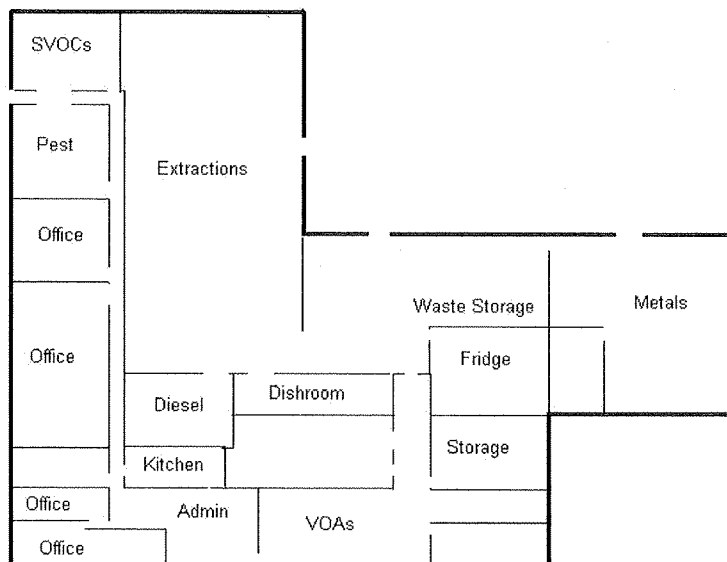 SVOCs
Pest
Extractions
Office
Waste Storage
Metals
Office
Fridge
Diesel
Dishroom
Kitchen
Storage
Office
Admin
VOAs
Office